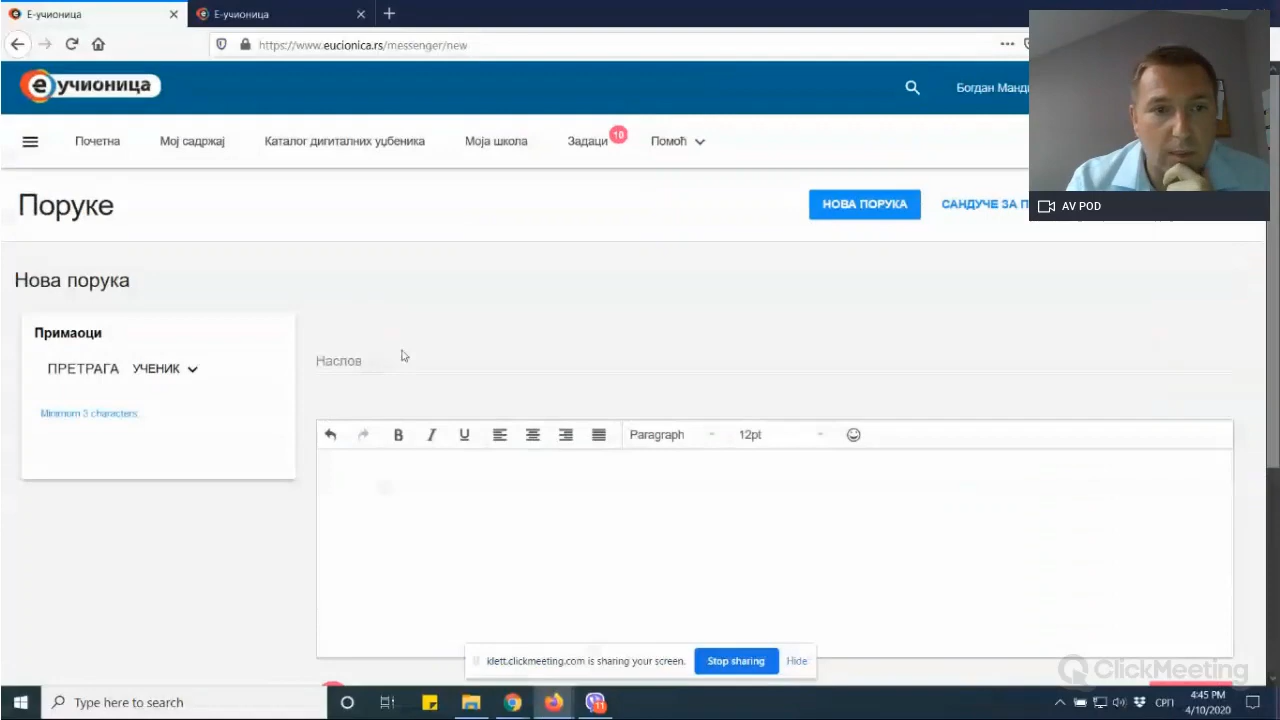 Е-учионица
Е-учионица
https://www.eucionica.rs/messenger/new
е учионица
Богдан
Почетна
Мој садржај
Каталог дигиталних уџбеника
Моја школа
Задаци
10
Помоћ
AV POD
Поруке
НОВА ПОРУКА
САНДУЧЕ ЗА
Нова порука
Примаоци
ПРЕТРАГА УЧЕНИК
Minimum 3 characters.
Наслов
B I U
Paragraph
12pt
klett.clickmeeting.com is sharing your screen.
Stop sharing
Hide
ClickMeeting
Type here to search
11
СРП
4:45 PM
4/10/2020